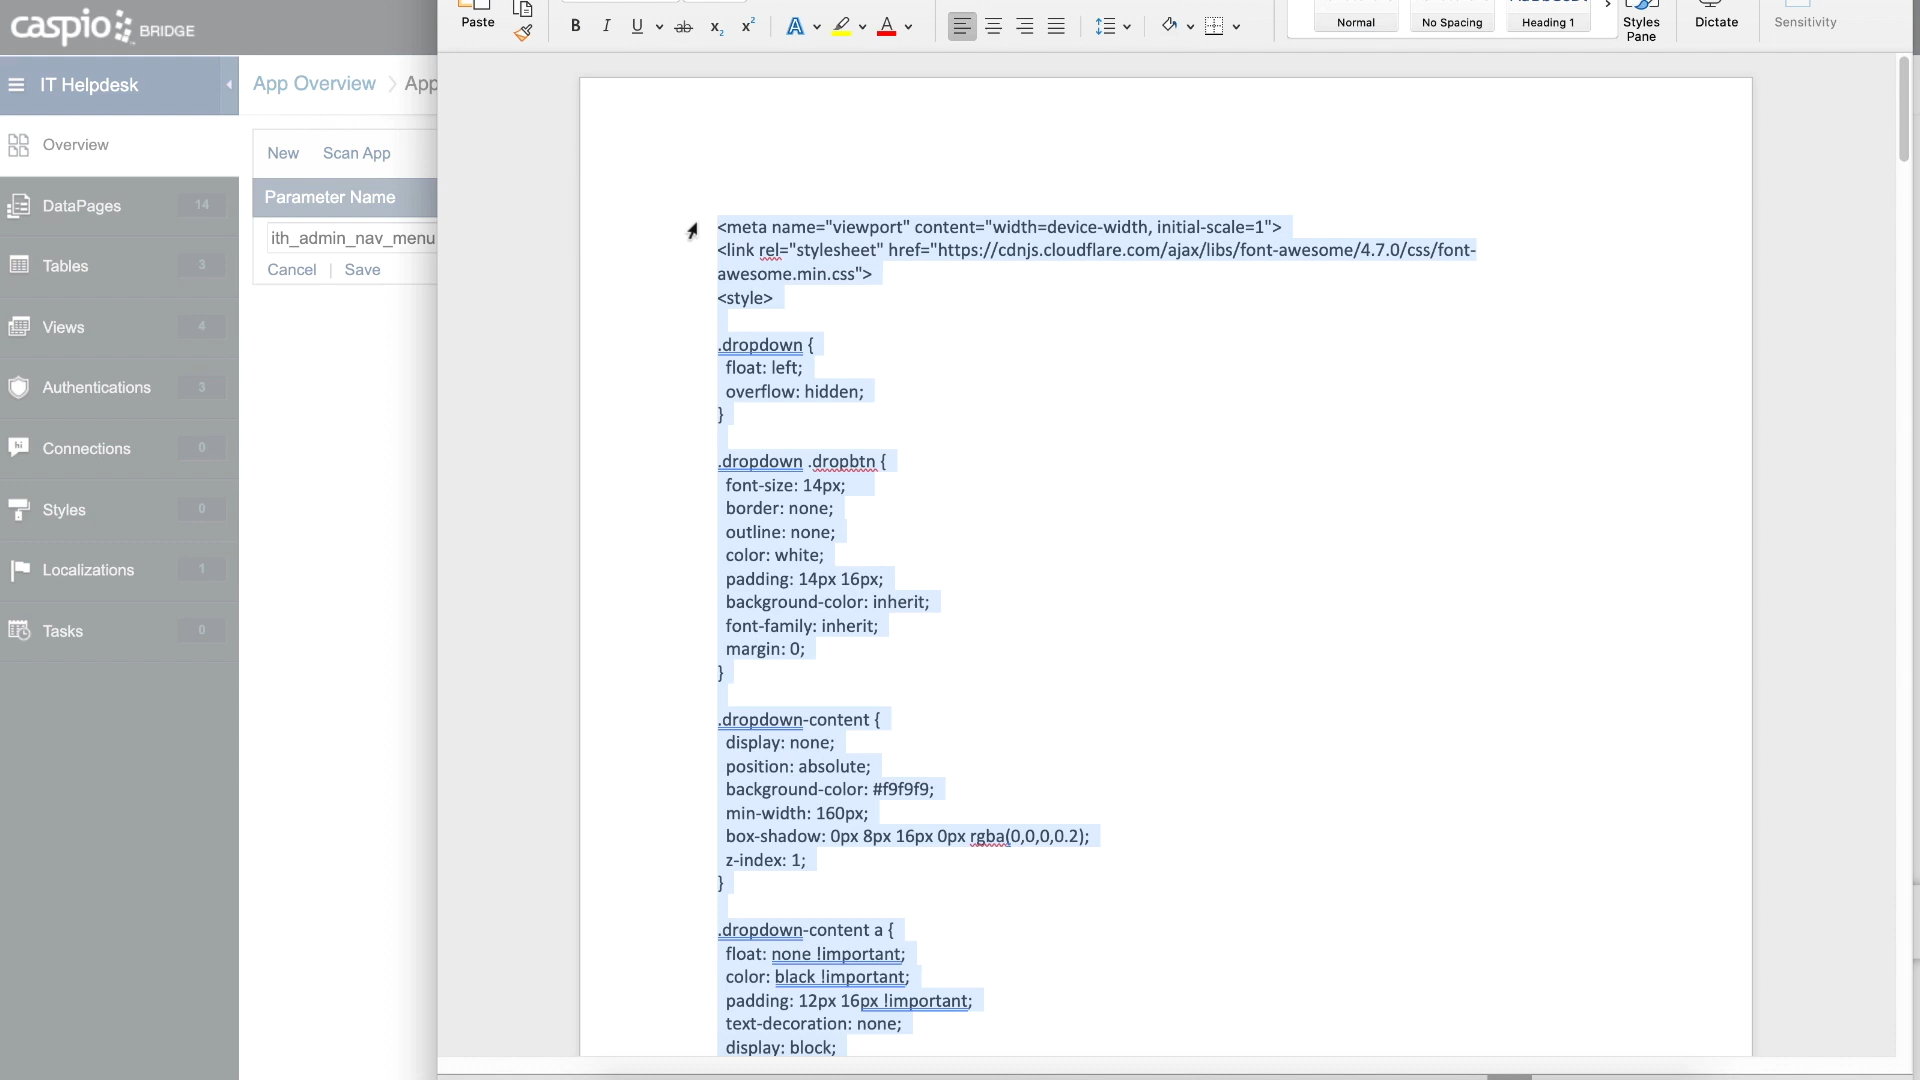 caspio BRIDGE
IT Helpdesk
Overview
DataPages 14
Tables 3
Views 4
Authentications 3
hi
Connections 0
Styles 0
Localizations 1
Tasks 0
App Overview App
New Scan App
Parameter Name
ith_admin_nav_menu
Cancel | Save
Paste
B I U ab x2 x2 A A
Normal
No Spacing
Heading 1
Styles
Pane
Dictate
Sensitivity
<meta name="viewport" content="width=device-width, initial-scale=1">
<link rel="stylesheet" href="https://cdnjs.cloudflare.com/ajax/libs/font-awesome/4.7.0/css/font-
awesome.min.css">
<style>
.dropdown {
float: left;
overflow: hidden;
}
.dropdown .dropbtn {
font-size: 14px;
border: none;
outline: none;
color: white;
padding: 14px 16px;
background-color: inherit;
font-family: inherit;
margin: 0;
}
.dropdown-content {
display: none;
position: absolute;
background-color: #f9f9f9;
min-width: 160px;
box-shadow: 0px 8px 16px 0px rgba(0,0,0,0.2);
z-index: 1;
}
.dropdown-content a {
float: none !important;
color: black !important;
padding: 12px 16px !important;
text-decoration: none;
display: block;